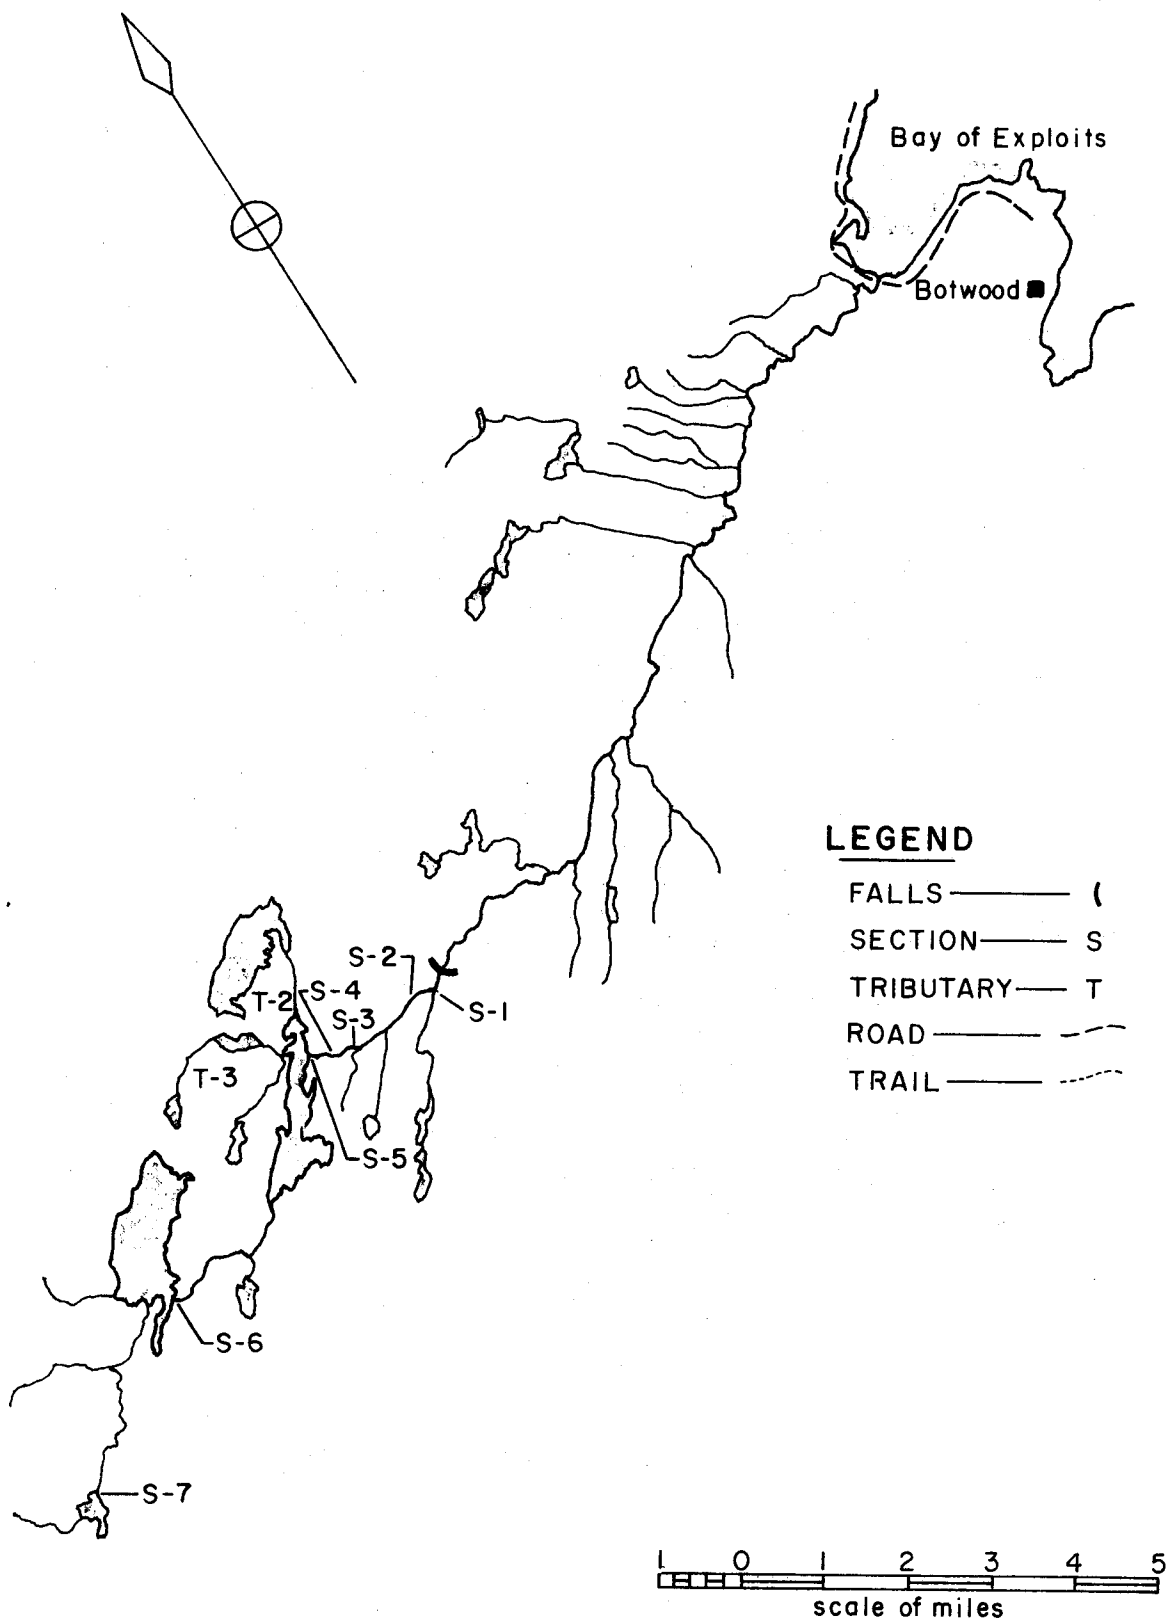 Bay of Exploits
Botwood
LEGEND
FALLS (
SECTION S
TRIBUTARY T
ROAD
TRAIL
S-2
T-2
S-4
S-3
S-1
T-3
S-5
S-6
S-7
1 0 1 2 3 4 5
scale of miles